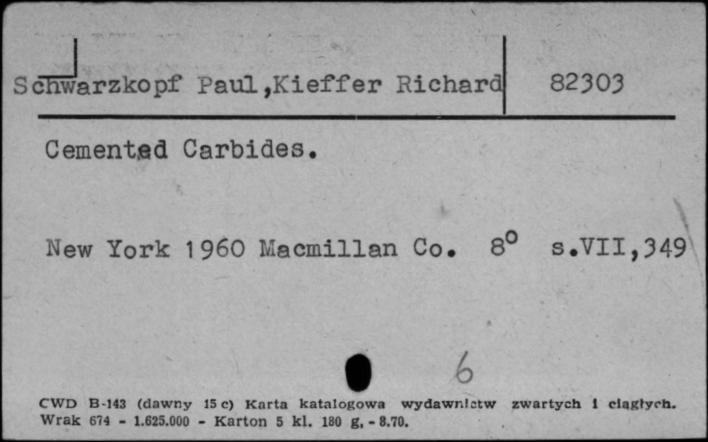 Schwarzkopf Paul,Kieffer Richard 82303
Cemented Carbides.
New York 1960 Macmillan Co. 8° s.VII,349
6
CWD B-143 (dawny 15 c) Karta katalogowa wydawnictw zwartych i ciągłych.
Wrak 674 - 1.625.000 - Karton 5 kl. 180 g. - 8.70.